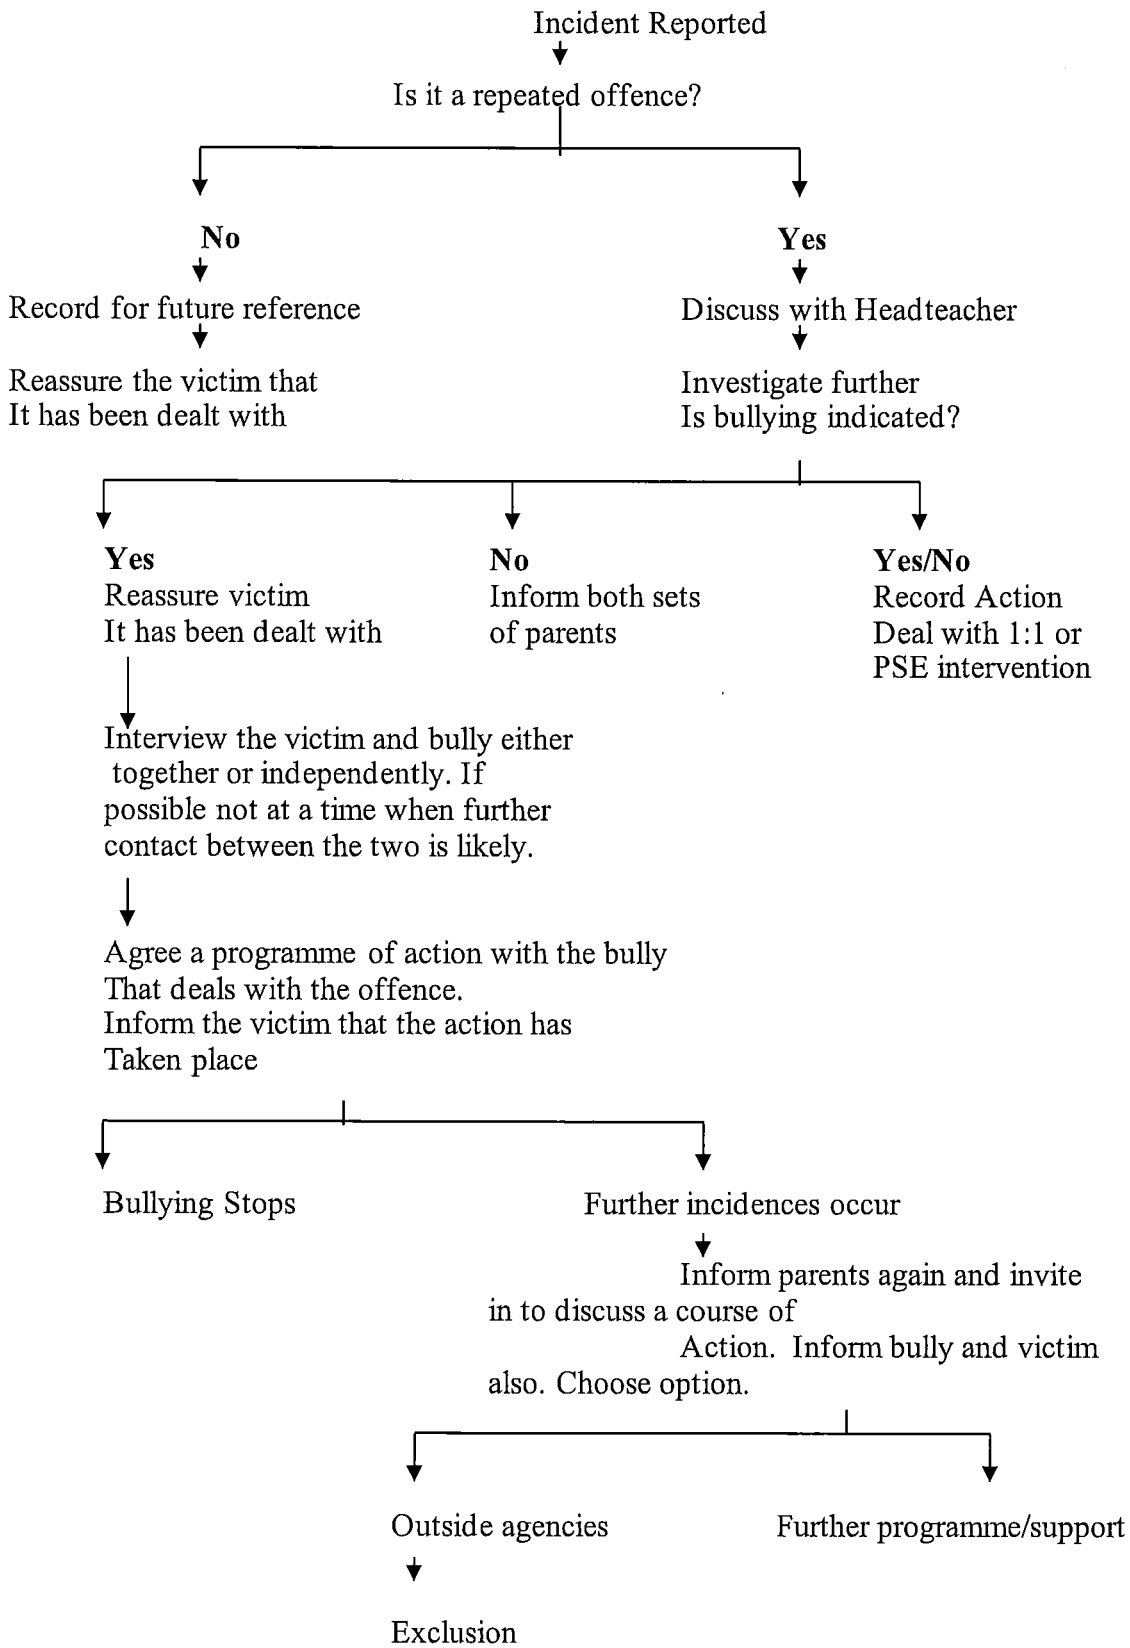 Incident Reported
Is it a repeated offence?
No
Yes
Record for future reference
Discuss with Headteacher
Reassure the victim that
It has been dealt with
Investigate further
Is bullying indicated?
Yes
Reassure victim
It has been dealt with
No
Inform both sets
of parents
Yes/No
Record Action
Deal with 1:1 or
PSE intervention
Interview the victim and bully either
together or independently. If
possible not at a time when further
contact between the two is likely.
Agree a programme of action with the bully
That deals with the offence.
Inform the victim that the action has
Taken place
Bullying Stops
Further incidences occur
Inform parents again and invite
in to discuss a course of
Action. Inform bully and victim
also. Choose option.
Outside agencies
Further programme/support
Exclusion